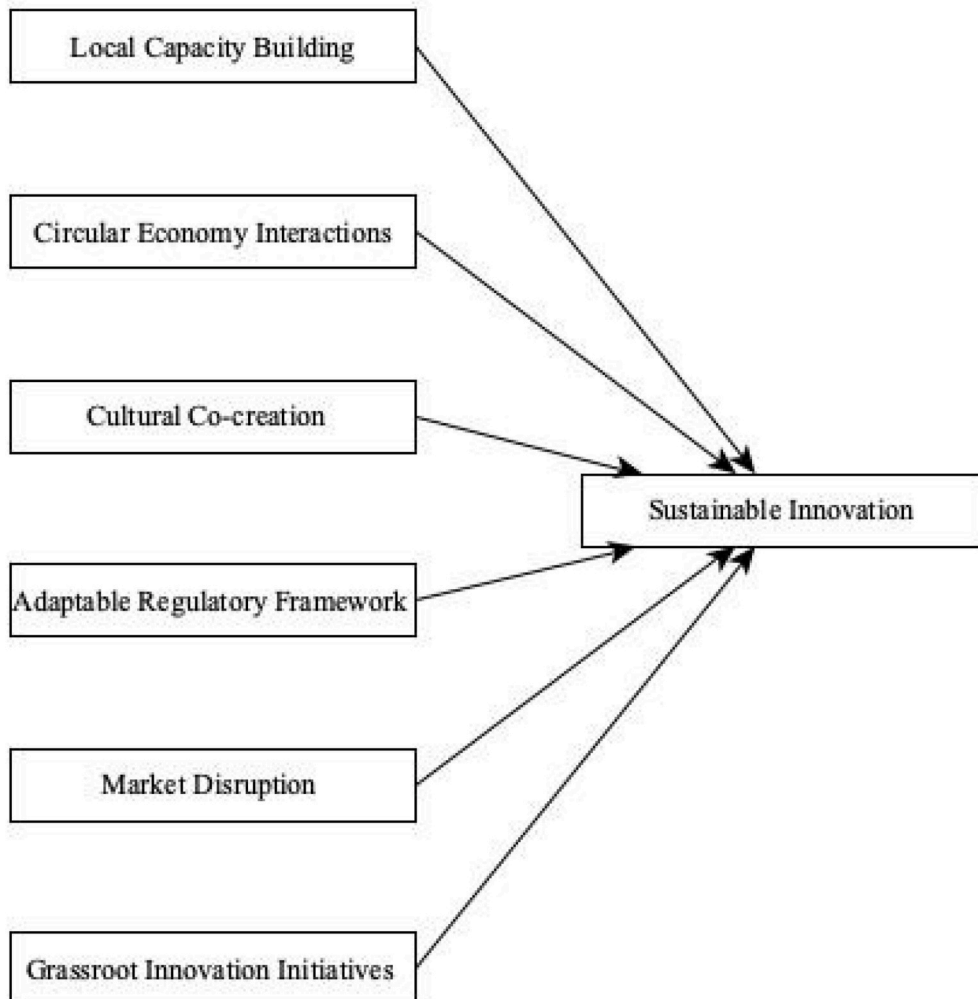 Local Capacity Building
Circular Economy Interactions
Cultural Co-creation
Sustainable Innovation
Adaptable Regulatory Framework
Market Disruption
Grassroot Innovation Initiatives